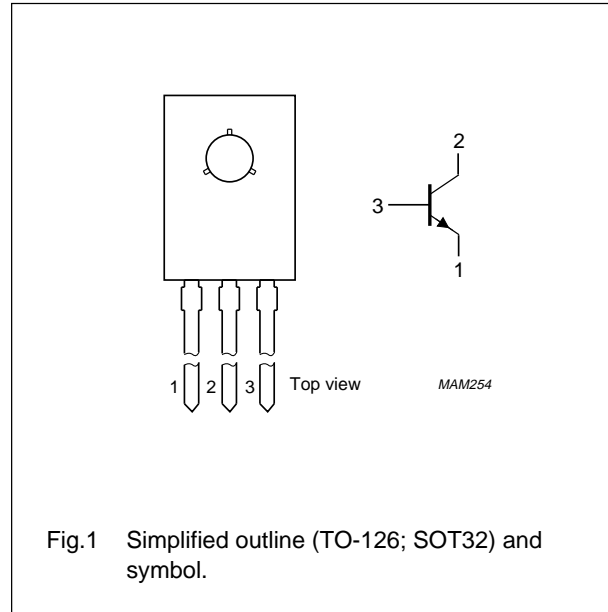 2
3
1
1 2 3 Top view MAM254
Fig.1 Simplified outline (TO-126; SOT32) and
symbol.